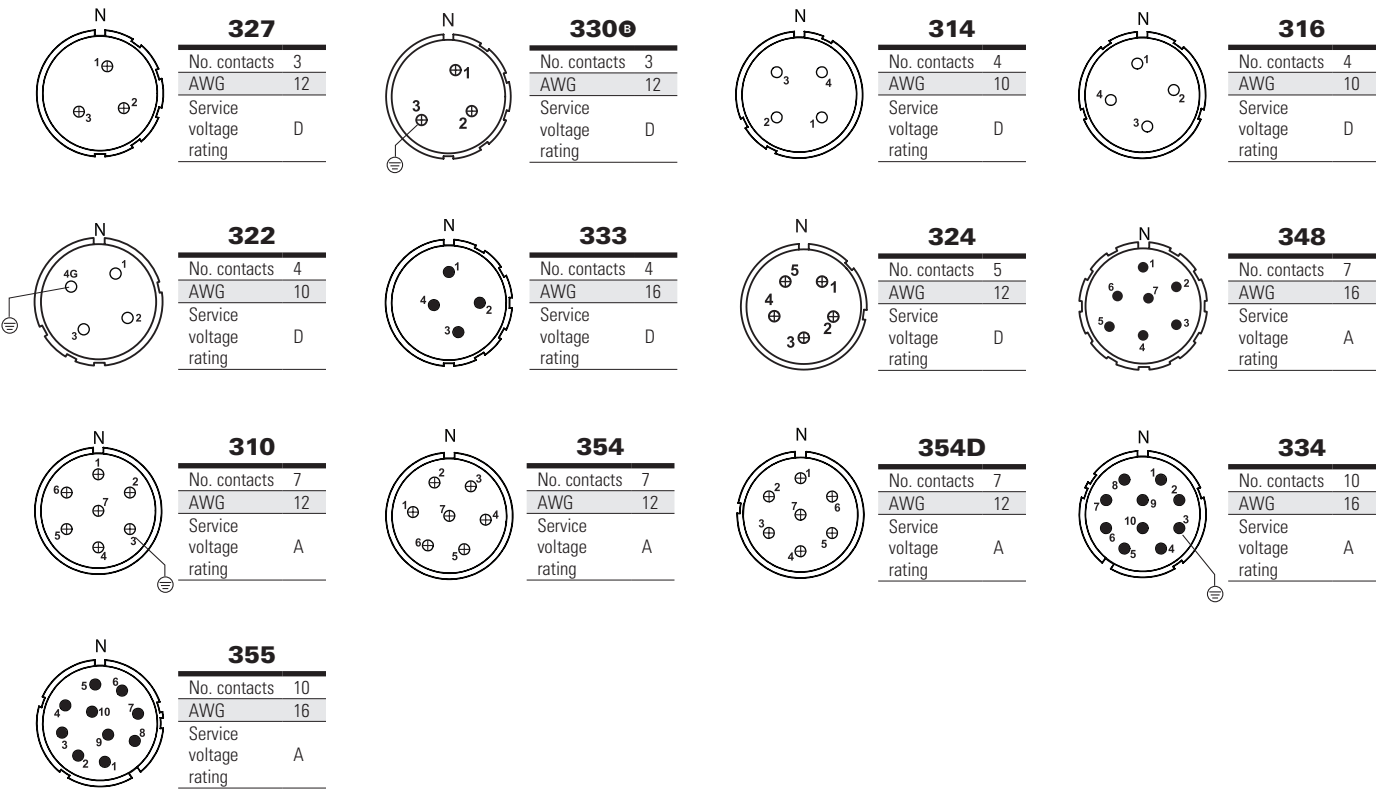 N
327
1
2
3
No. contacts 3
AWG 12
Service
voltage D
rating
N
330 B
1
3
2
No. contacts 3
AWG 12
Service
voltage D
rating
N
314
3 4
2 1
No. contacts 4
AWG 10
Service
voltage D
rating
N
316
1
4 2
3
No. contacts 4
AWG 10
Service
voltage D
rating
N
322
4G 1
2
3
No. contacts 4
AWG 10
Service
voltage D
rating
N
333
1
4 2
3
No. contacts 4
AWG 16
Service
voltage D
rating
N
324
5 1
4 2
3
No. contacts 5
AWG 12
Service
voltage D
rating
N
348
1
6 7 2
5 3
4
No. contacts 7
AWG 16
Service
voltage A
rating
N
310
1
6 2
7
5 3
4
No. contacts 7
AWG 12
Service
voltage A
rating
N
354
2 3
1 7 4
6 5
No. contacts 7
AWG 12
Service
voltage A
rating
N
354D
1
2 6
7
3 5
4
No. contacts 7
AWG 12
Service
voltage A
rating
N
334
8 1
2
7 9
10 3
6
5 4
No. contacts 10
AWG 16
Service
voltage A
rating
N
355
5 6
4 10 7
3 9 8
2 1
No. contacts 10
AWG 16
Service
voltage A
rating